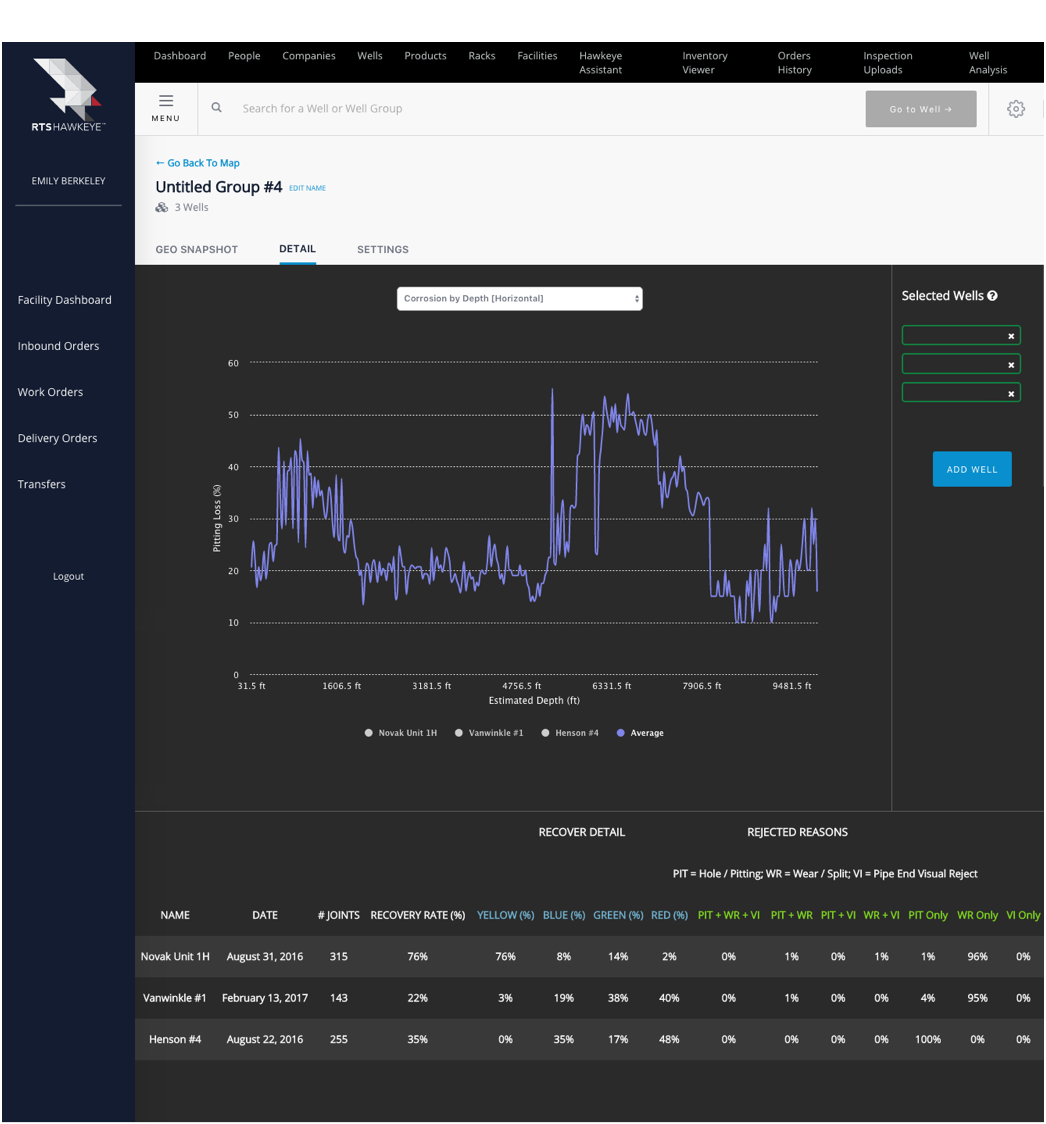 Dashboard People Companies Wells Products Racks Facilities Hawkeye Assistant Inventory Viewer Orders History Inspection Uploads Well Analysis
RTSHAWKEYE™
MENU
Search for a Well or Well Group
Go to Well →
EMILY BERKELEY
Facility Dashboard
Inbound Orders
Work Orders
Delivery Orders
Transfers
Logout
← Go Back To Map
Untitled Group #4 EDIT NAME
3 Wells
GEO SNAPSHOT DETAIL SETTINGS
Corrosion by Depth [Horizontal]
Selected Wells ?
ADD WELL
Pitting Loss (%)
60
50
40
30
20
10
0
31.5 ft 1606.5 ft 3181.5 ft 4756.5 ft 6331.5 ft 7906.5 ft 9481.5 ft
Estimated Depth (ft)
Novak Unit 1H Vanwinkle #1 Henson #4 Average
RECOVER DETAIL REJECTED REASONS
PIT = Hole / Pitting; WR = Wear / Split; VI = Pipe End Visual Reject
NAME DATE # JOINTS RECOVERY RATE (%) YELLOW (%) BLUE (%) GREEN (%) RED (%) PIT + WR + VI PIT + WR PIT + VI WR + VI PIT Only WR Only VI Only
Novak Unit 1H August 31, 2016 315 76% 76% 8% 14% 2% 0% 1% 0% 1% 1% 96% 0%
Vanwinkle #1 February 13, 2017 143 22% 3% 19% 38% 40% 0% 1% 0% 0% 4% 95% 0%
Henson #4 August 22, 2016 255 35% 0% 35% 17% 48% 0% 0% 0% 0% 100% 0% 0%